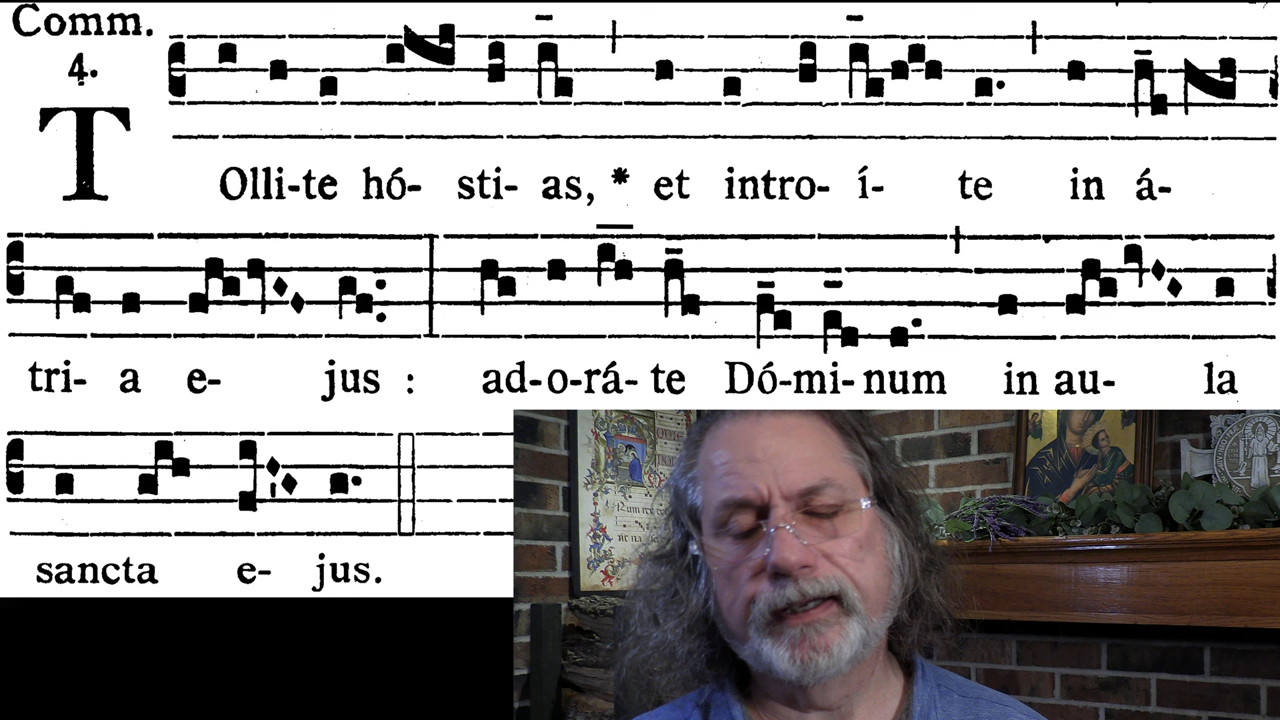 Comm.
4.
TOlli-te hó- sti- as, * et intro- í- te in á-
tri- a e- jus : ad-o-rá- te Dó-mi-num in au- la
sancta e- jus.